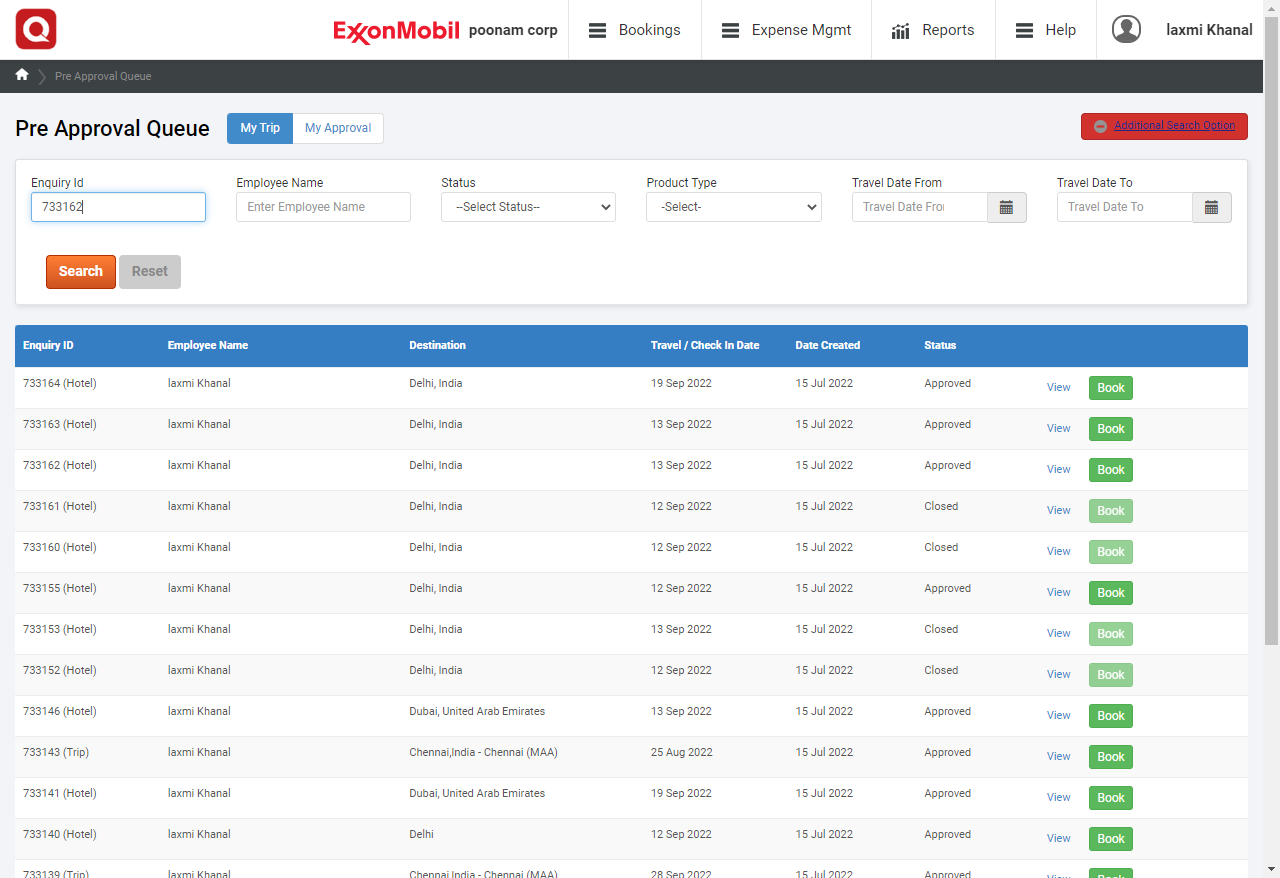 Q ExxonMobil poonam corp Bookings Expense Mgmt Reports Help laxmi Khanal
Pre Approval Queue
Pre Approval Queue My Trip My Approval Additional Search Option
Enquiry Id Employee Name Status Product Type Travel Date From Travel Date To
733162 Enter Employee Name --Select Status-- -Select- Travel Date Fro Travel Date To
Search Reset
Enquiry ID Employee Name Destination Travel / Check In Date Date Created Status
733164 (Hotel) laxmi Khanal Delhi, India 19 Sep 2022 15 Jul 2022 Approved View Book
733163 (Hotel) laxmi Khanal Delhi, India 13 Sep 2022 15 Jul 2022 Approved View Book
733162 (Hotel) laxmi Khanal Delhi, India 13 Sep 2022 15 Jul 2022 Approved View Book
733161 (Hotel) laxmi Khanal Delhi, India 12 Sep 2022 15 Jul 2022 Closed View Book
733160 (Hotel) laxmi Khanal Delhi, India 12 Sep 2022 15 Jul 2022 Closed View Book
733155 (Hotel) laxmi Khanal Delhi, India 12 Sep 2022 15 Jul 2022 Approved View Book
733153 (Hotel) laxmi Khanal Delhi, India 13 Sep 2022 15 Jul 2022 Closed View Book
733152 (Hotel) laxmi Khanal Delhi, India 12 Sep 2022 15 Jul 2022 Closed View Book
733146 (Hotel) laxmi Khanal Dubai, United Arab Emirates 13 Sep 2022 15 Jul 2022 Approved View Book
733143 (Trip) laxmi Khanal Chennai,India - Chennai (MAA) 25 Aug 2022 15 Jul 2022 Approved View Book
733141 (Hotel) laxmi Khanal Dubai, United Arab Emirates 19 Sep 2022 15 Jul 2022 Approved View Book
733140 (Hotel) laxmi Khanal Delhi 12 Sep 2022 15 Jul 2022 Approved View Book
733139 (Trip) laxmi Khanal Chennai,India - Chennai (MAA) 28 Sep 2022 15 Jul 2022 Approved View Book